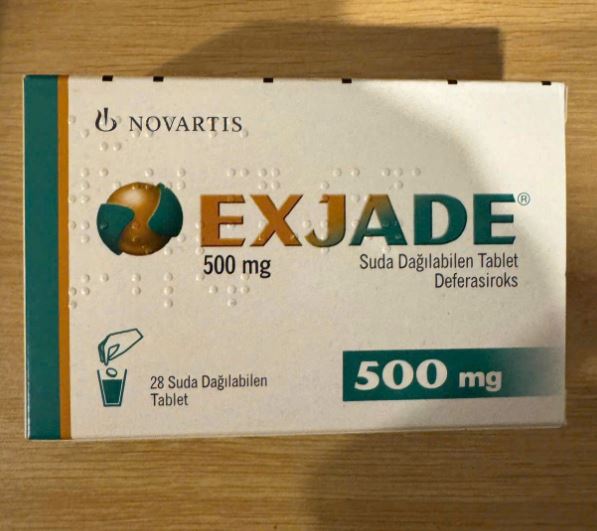 NOVARTIS
EXJADE®
500 mg
Suda Dağılabilen Tablet
Deferasiroks
28 Suda Dağılabilen
Tablet
500 mg